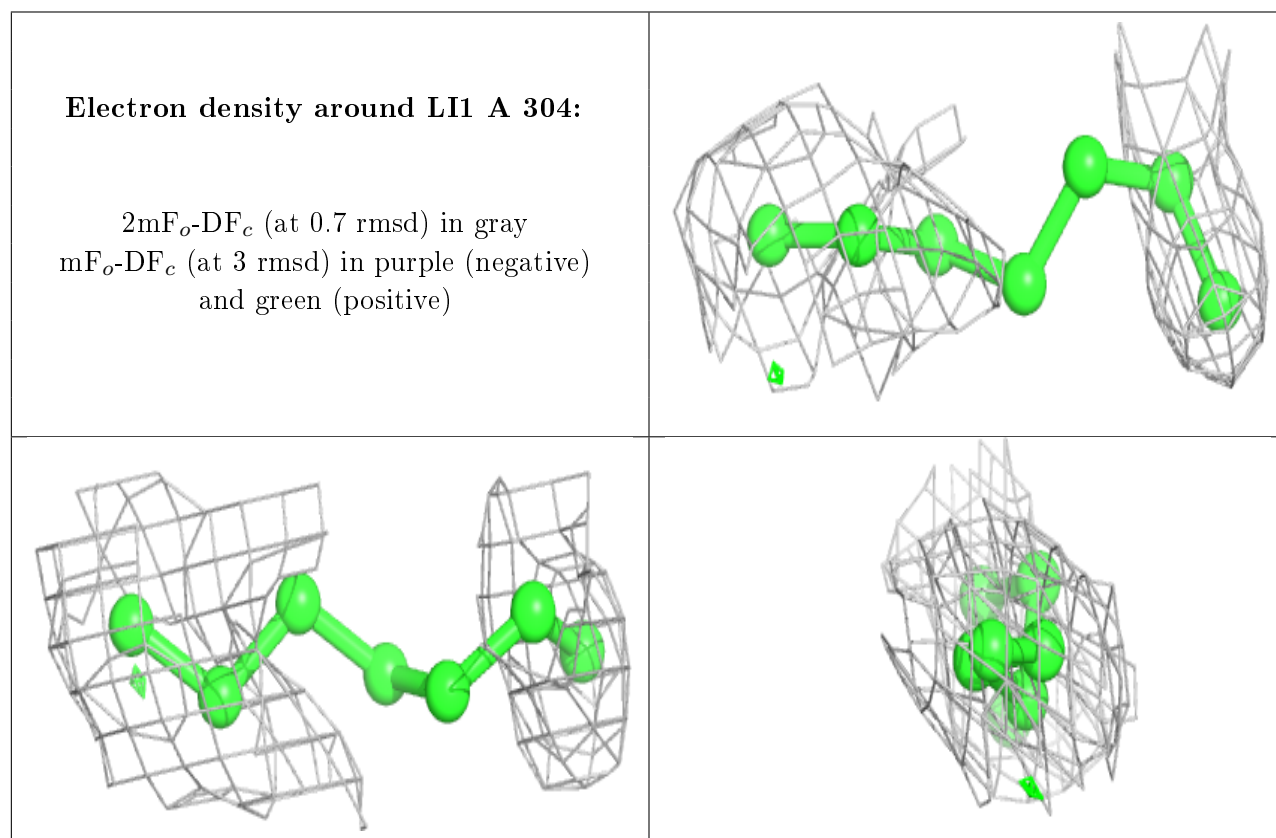 Electron density around LI1 A 304:
2mFo-DFc (at 0.7 rmsd) in gray
mFo-DFc (at 3 rmsd) in purple (negative)
and green (positive)